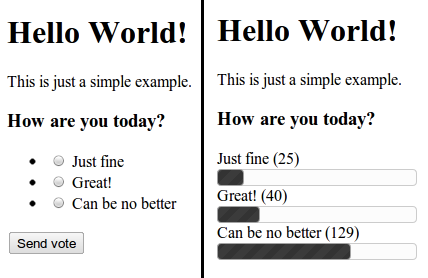 Hello World!
This is just a simple example.
How are you today?
Just fine
Great!
Can be no better
Send vote
Hello World!
This is just a simple example.
How are you today?
Just fine (25)
Great! (40)
Can be no better (129)